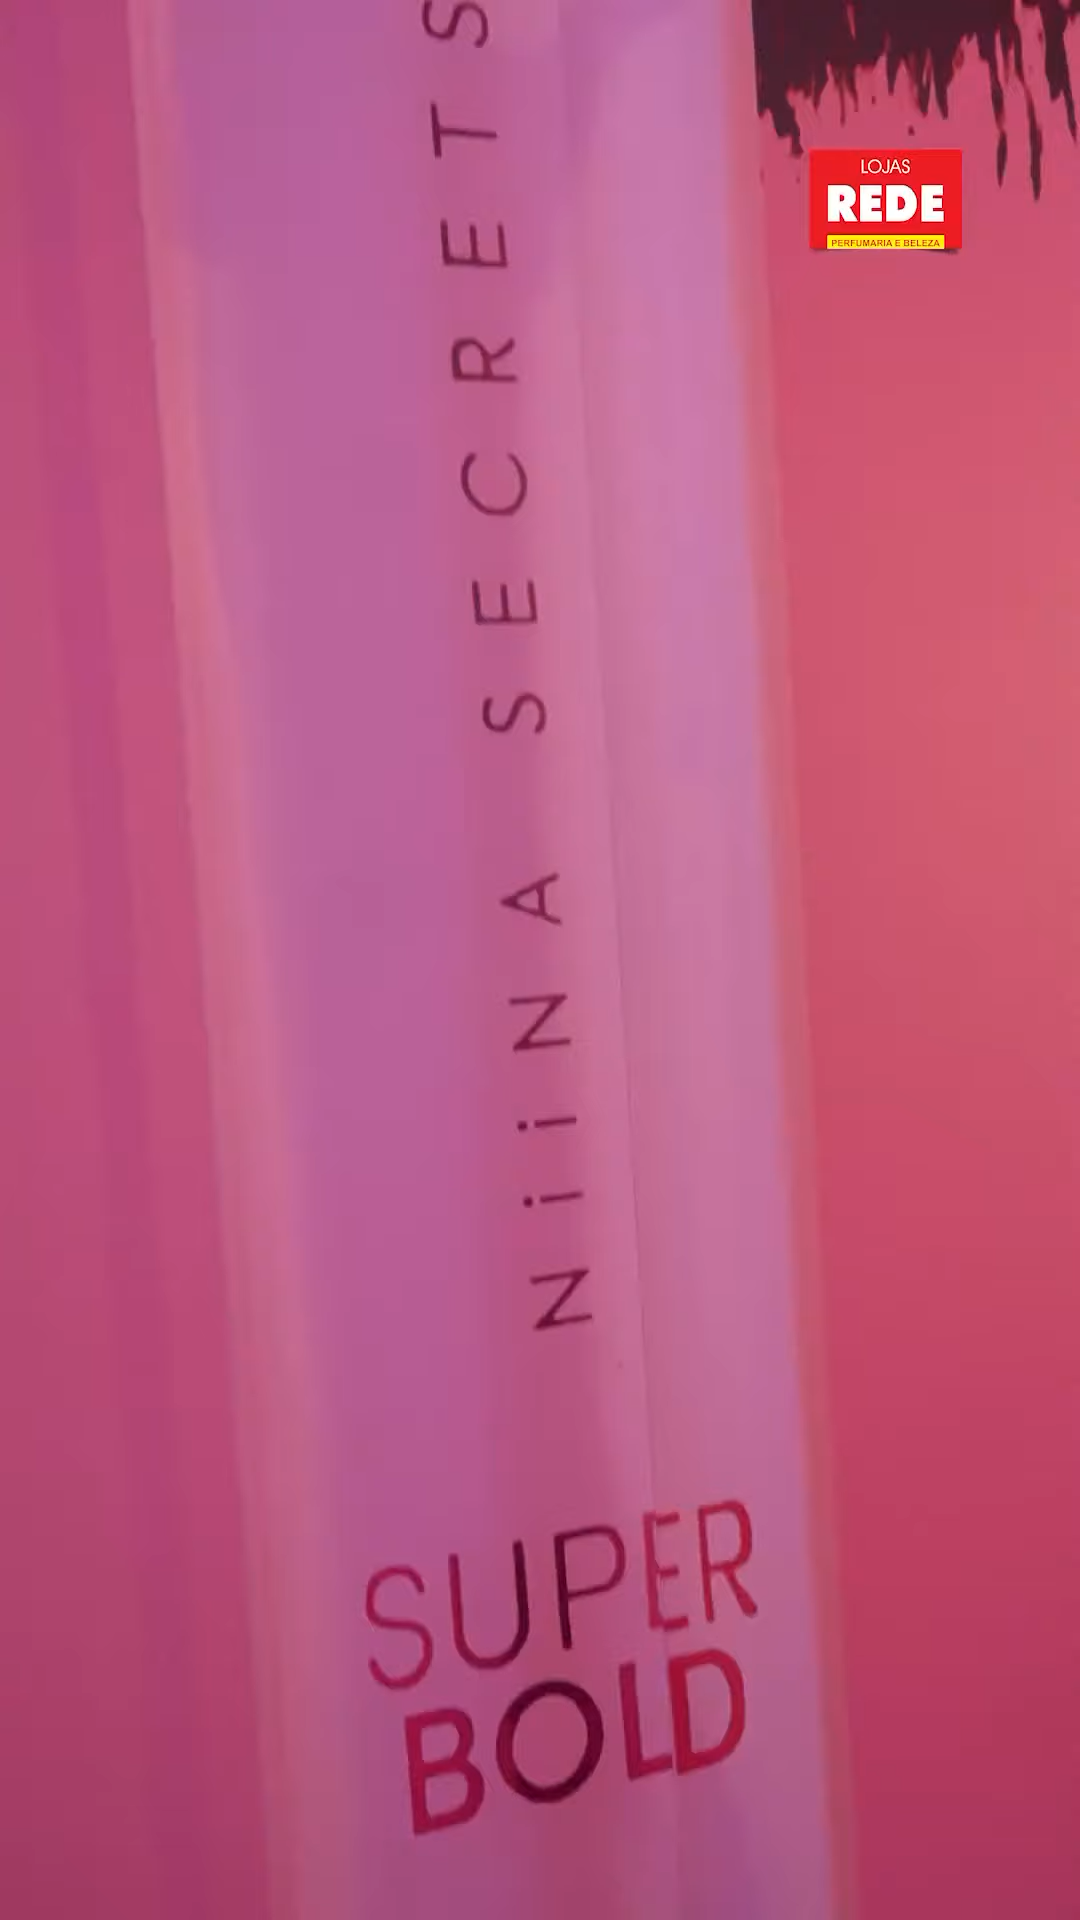 LOJAS
REDE
PERFUMARIA E BELEZA
NiiNA SECRETS
SUPER
BOLD